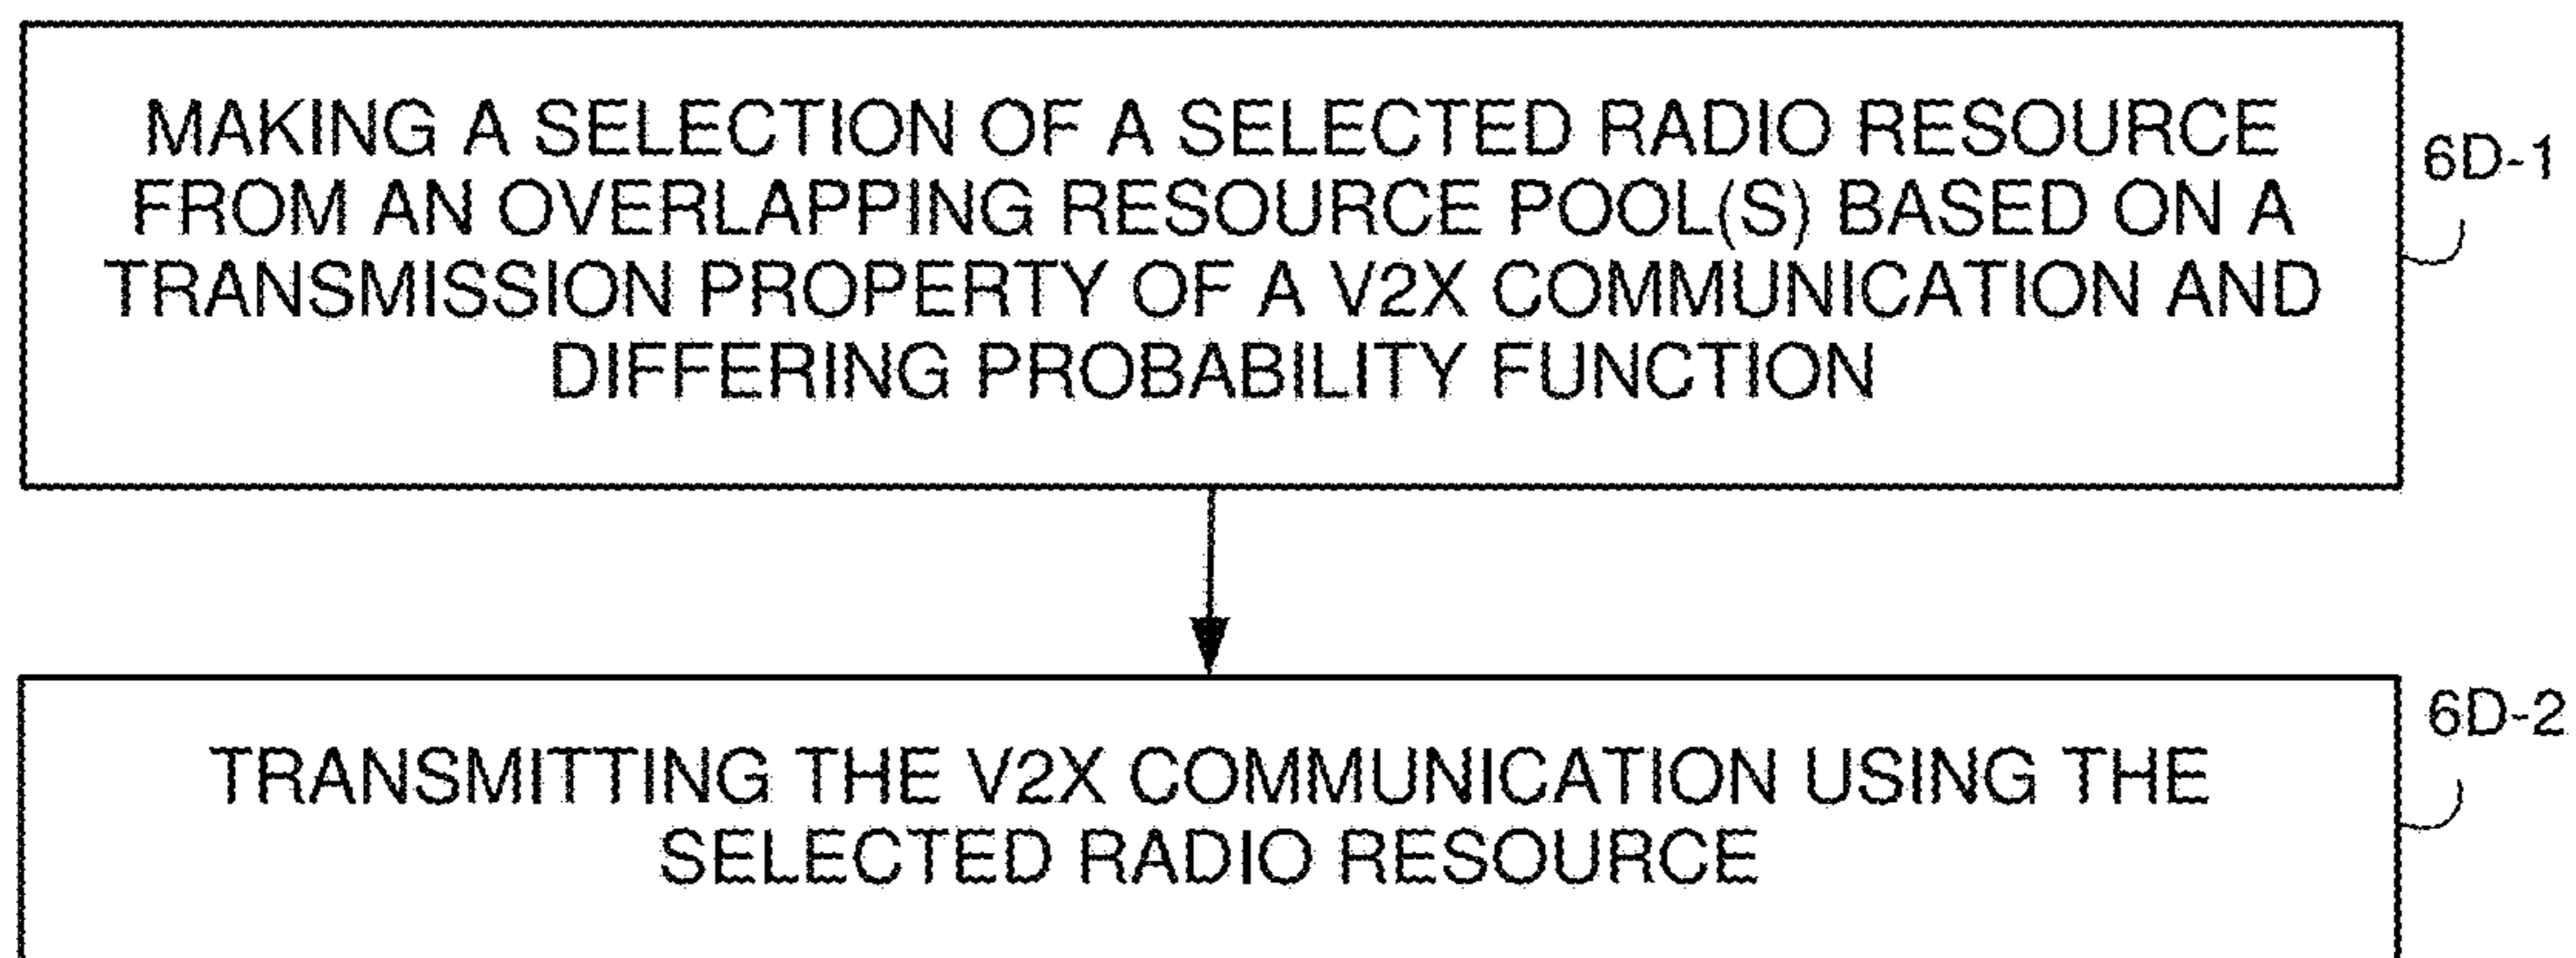 MAKING A SELECTION OF A SELECTED RADIO RESOURCE
FROM AN OVERLAPPING RESOURCE POOL(S) BASED ON A
TRANSMISSION PROPERTY OF A V2X COMMUNICATION AND
DIFFERING PROBABILITY FUNCTION
6D-1
TRANSMITTING THE V2X COMMUNICATION USING THE
SELECTED RADIO RESOURCE
6D-2